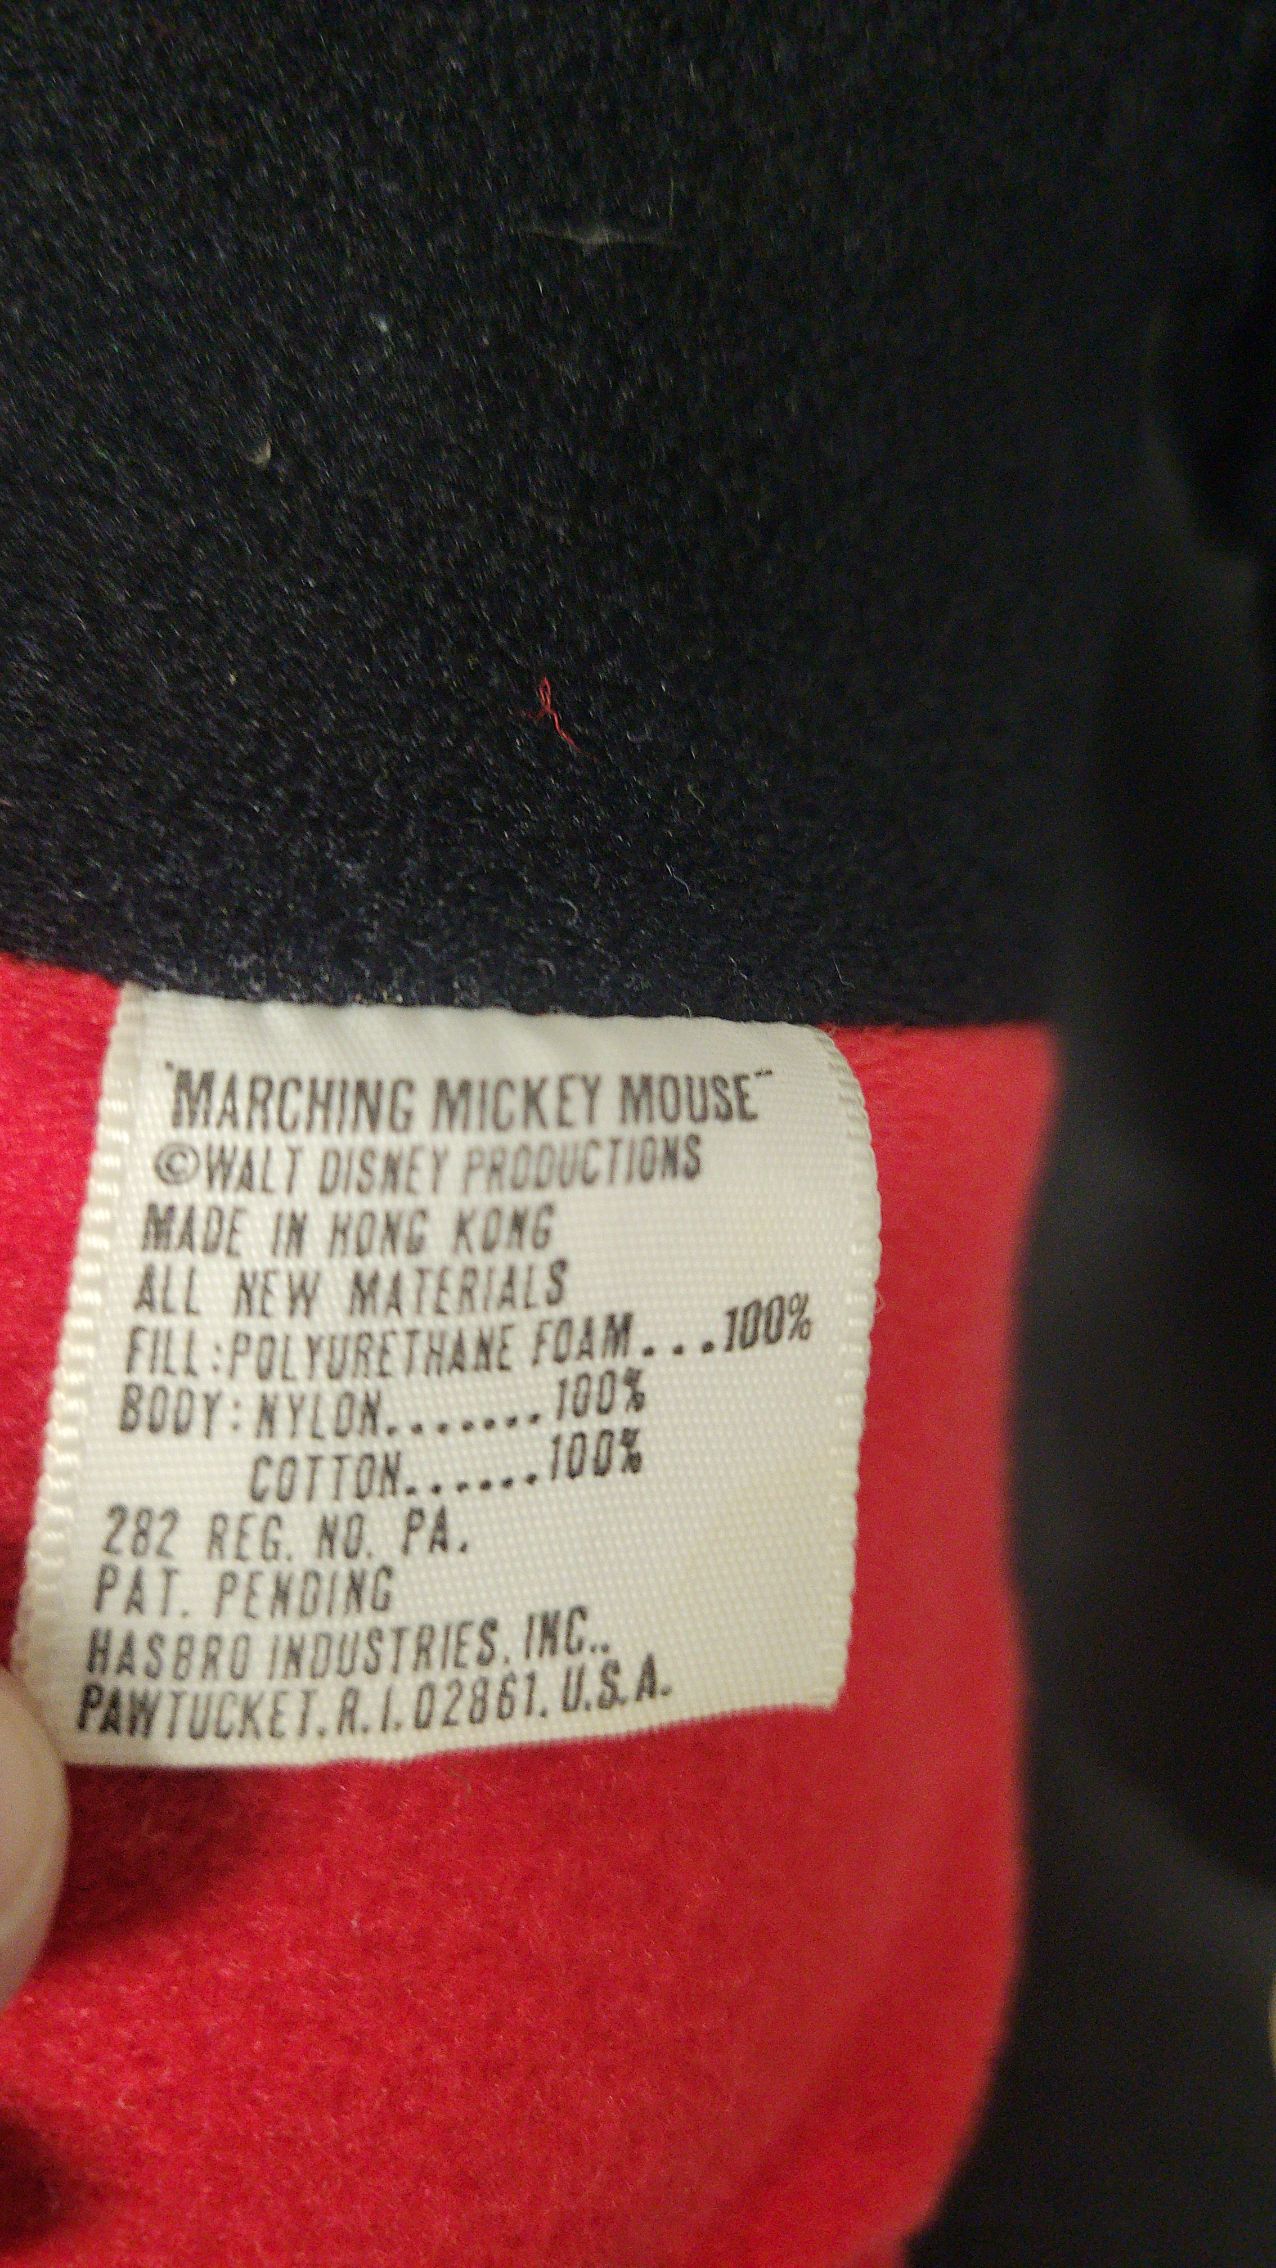 "MARCHING MICKEY MOUSE"
©WALT DISNEY PRODUCTIONS
MADE IN HONG KONG
ALL NEW MATERIALS
FILL:POLYURETHANE FOAM...100%
BODY:NYLON.......100%
COTTON......100%
282 REG. NO. PA.
PAT. PENDING
HASBRO INDUSTRIES, INC..
PAWTUCKET, R.I. 02861, U.S.A.